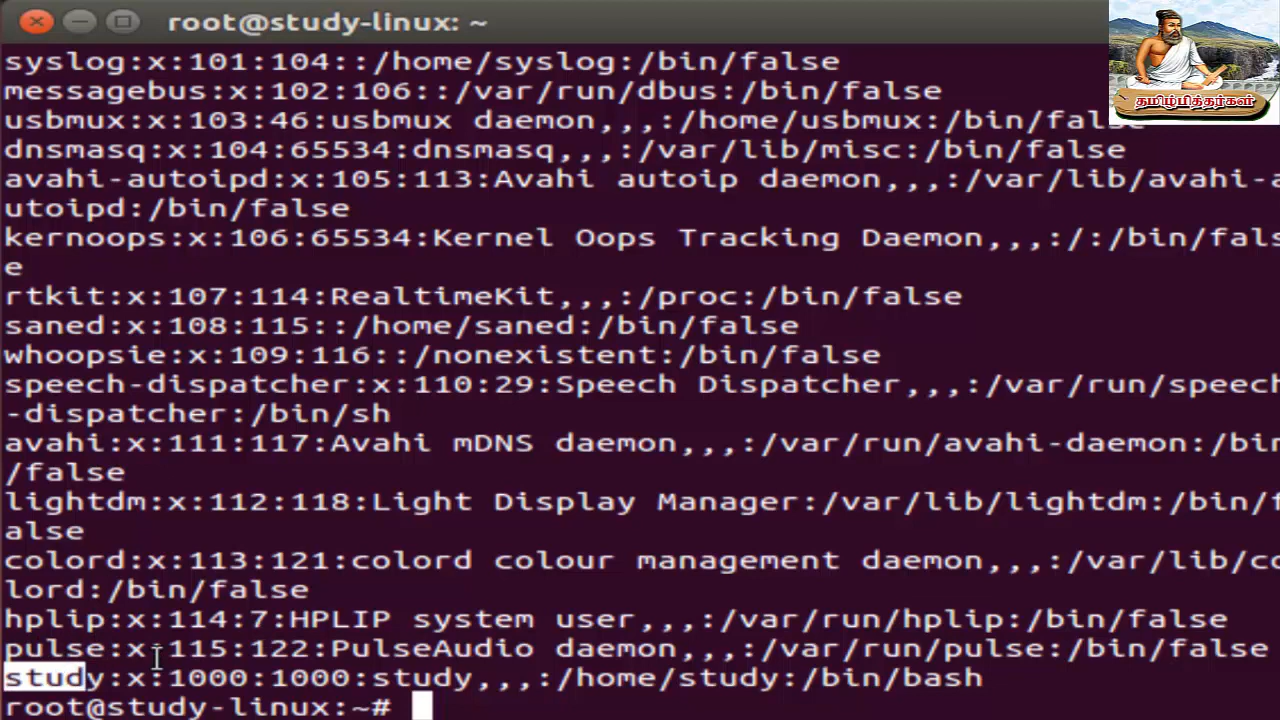 root@study-linux: ~
syslog:x:101:104::/home/syslog:/bin/false
messagebus:x:102:106::/var/run/dbus:/bin/false
usbmux:x:103:46:usbmux daemon,,,:/home/usbmux:/bin/false
dnsmasq:x:104:65534:dnsmasq,,,:/var/lib/misc:/bin/false
avahi-autoipd:x:105:113:Avahi autoip daemon,,,:/var/lib/avahi-a
utoipd:/bin/false
kernoops:x:106:65534:Kernel Oops Tracking Daemon,,,:/:/bin/fals
e
rtkit:x:107:114:RealtimeKit,,,:/proc:/bin/false
saned:x:108:115::/home/saned:/bin/false
whoopsie:x:109:116::/nonexistent:/bin/false
speech-dispatcher:x:110:29:Speech Dispatcher,,,:/var/run/speech
-dispatcher:/bin/sh
avahi:x:111:117:Avahi mDNS daemon,,,:/var/run/avahi-daemon:/bin
/false
lightdm:x:112:118:Light Display Manager:/var/lib/lightdm:/bin/f
alse
colord:x:113:121:colord colour management daemon,,,:/var/lib/co
lord:/bin/false
hplip:x:114:7:HPLIP system user,,,:/var/run/hplip:/bin/false
pulse:x:115:122:PulseAudio daemon,,,:/var/run/pulse:/bin/false
study:x:1000:1000:study,,,:/home/study:/bin/bash
root@study-linux:~#
தமிழ்பித்தர்கள்